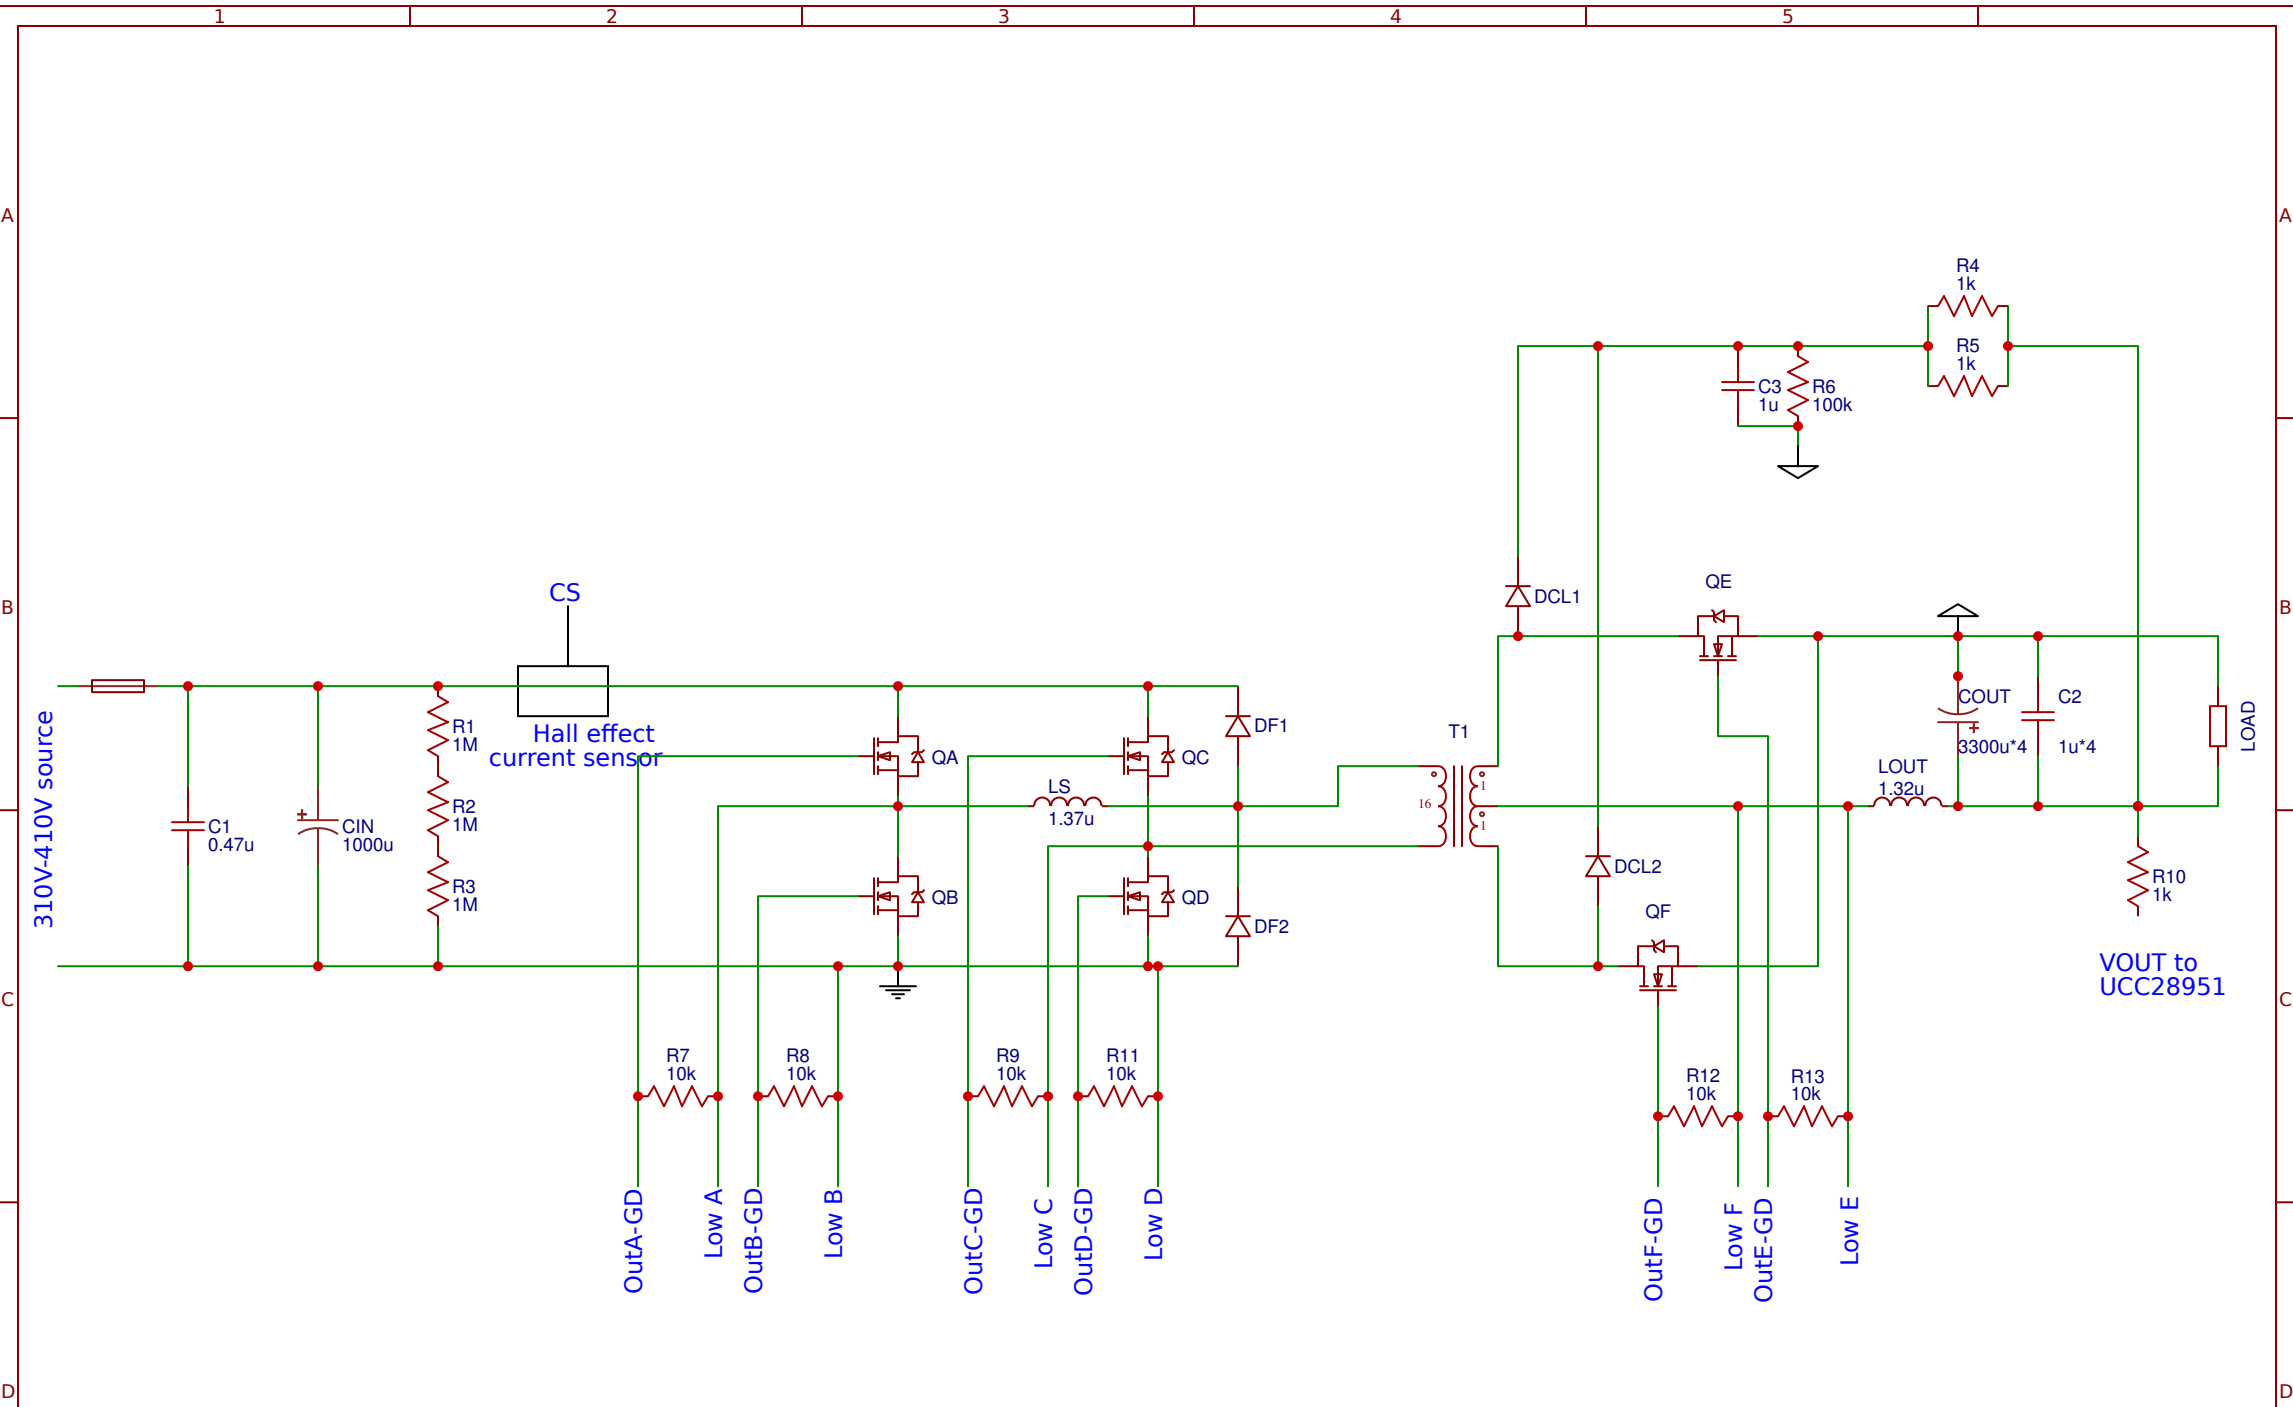 1
2
3
4
5
A
A
R4
1k
R5
1k
C3
1u
R6
100k
B
B
CS
DCL1
QE
Hall effect
current sensor
310V-410V source
R1
1M
R2
1M
R3
1M
C1
0.47u
CIN
1000u
QA
QC
DF1
LS
1.37u
QB
QD
DF2
T1
16
1
1
COUT
3300u*4
C2
1u*4
LOAD
LOUT
1.32u
DCL2
QF
R10
1k
VOUT to
UCC28951
C
C
R7
10k
R8
10k
R9
10k
R11
10k
R12
10k
R13
10k
OutA-GD
Low A
OutB-GD
Low B
OutC-GD
Low C
OutD-GD
Low D
OutF-GD
Low F
OutE-GD
Low E
D
D